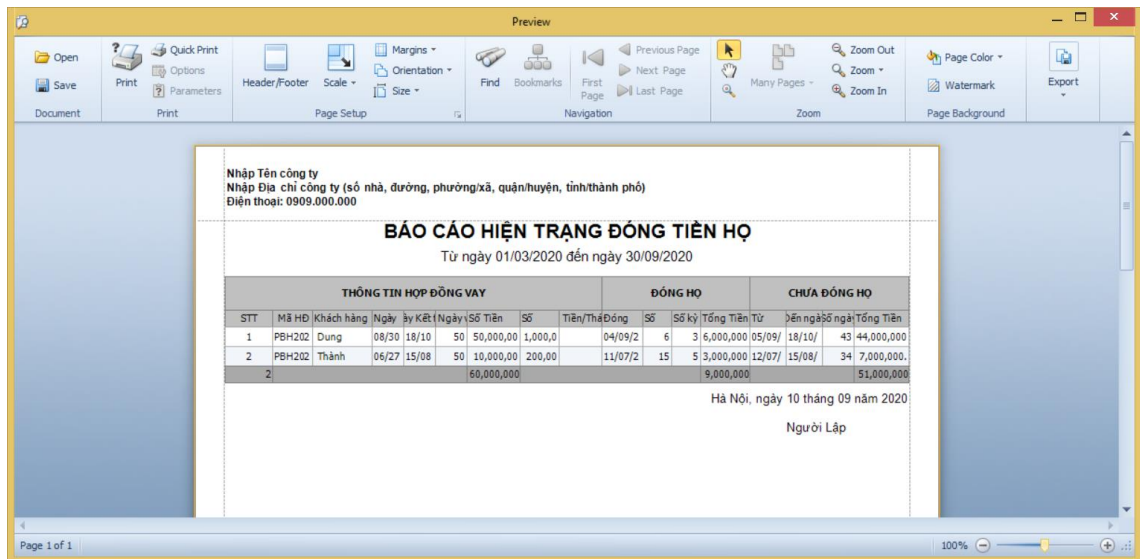 Preview
Open
Save
Document
Print
Quick Print
Options
Parameters
Print
Header/Footer
Scale
Margins
Orientation
Size
Page Setup
Find
Bookmarks
First Page
Previous Page
Next Page
Last Page
Navigation
Many Pages
Zoom Out
Zoom
Zoom In
Zoom
Page Color
Watermark
Page Background
Export
Nhập Tên công ty
Nhập Địa chỉ công ty (số nhà, đường, phường/xã, quận/huyện, tỉnh/thành phố)
Điện thoại: 0909.000.000
BÁO CÁO HIỆN TRẠNG ĐÓNG TIỀN HỌ
Từ ngày 01/03/2020 đến ngày 30/09/2020
THÔNG TIN HỢP ĐỒNG VAY ĐÓNG HỌ CHƯA ĐÓNG HỌ
STT Mã HĐ Khách hàng Ngày Kết Ngày Số Tiền Số Tiền/Thá Đóng Số Số kỳ Tổng Tiền Từ Đến ngà Số ngà Tổng Tiền
1 PBH202 Dung 08/30 18/10 50 50,000,00 1,000,0 04/09/2 6 3 6,000,000 05/09/ 18/10/ 43 44,000,000
2 PBH202 Thành 06/27 15/08 50 10,000,00 200,00 11/07/2 15 5 3,000,000 12/07/ 15/08/ 34 7,000,000.
2 60,000,000 9,000,000 51,000,000
Hà Nội, ngày 10 tháng 09 năm 2020
Người Lập
Page 1 of 1
100%